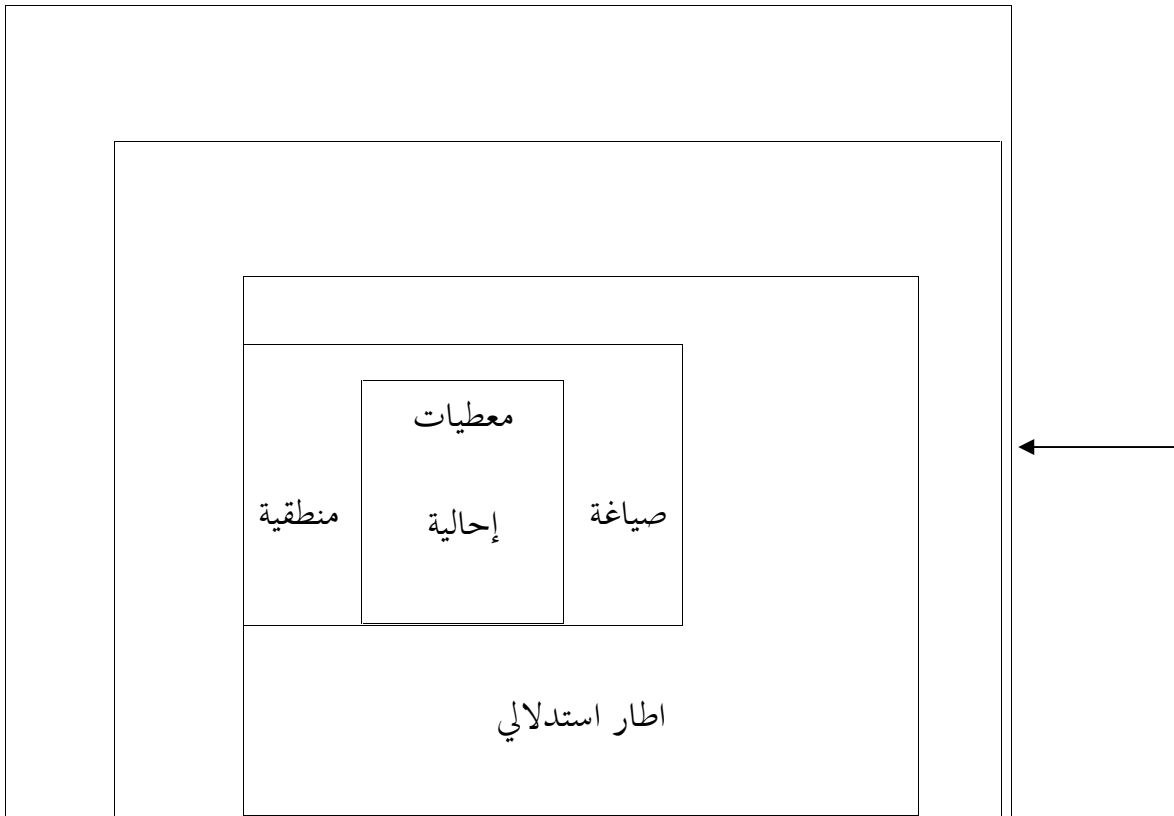 معطيات
صياغة
إحالية
منطقية
اطار استدلالي